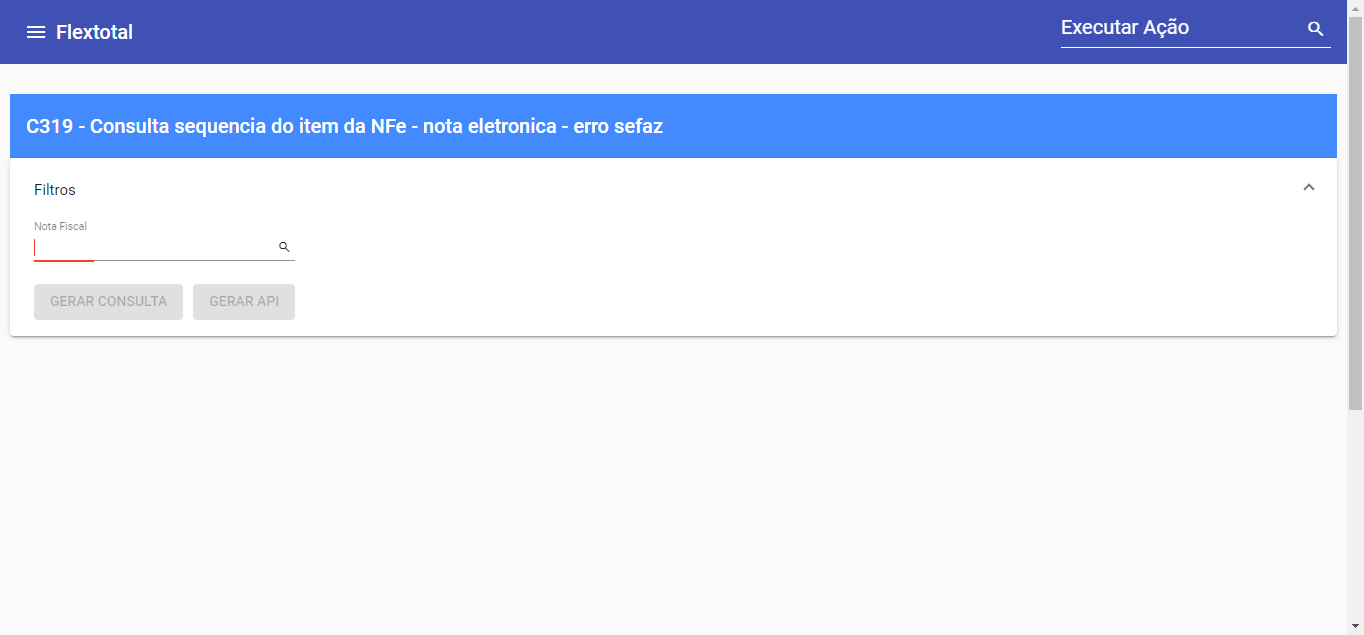 Flextotal
Executar Ação
C319 - Consulta sequencia do item da NFe - nota eletronica - erro sefaz
Filtros
Nota Fiscal
GERAR CONSULTA
GERAR API